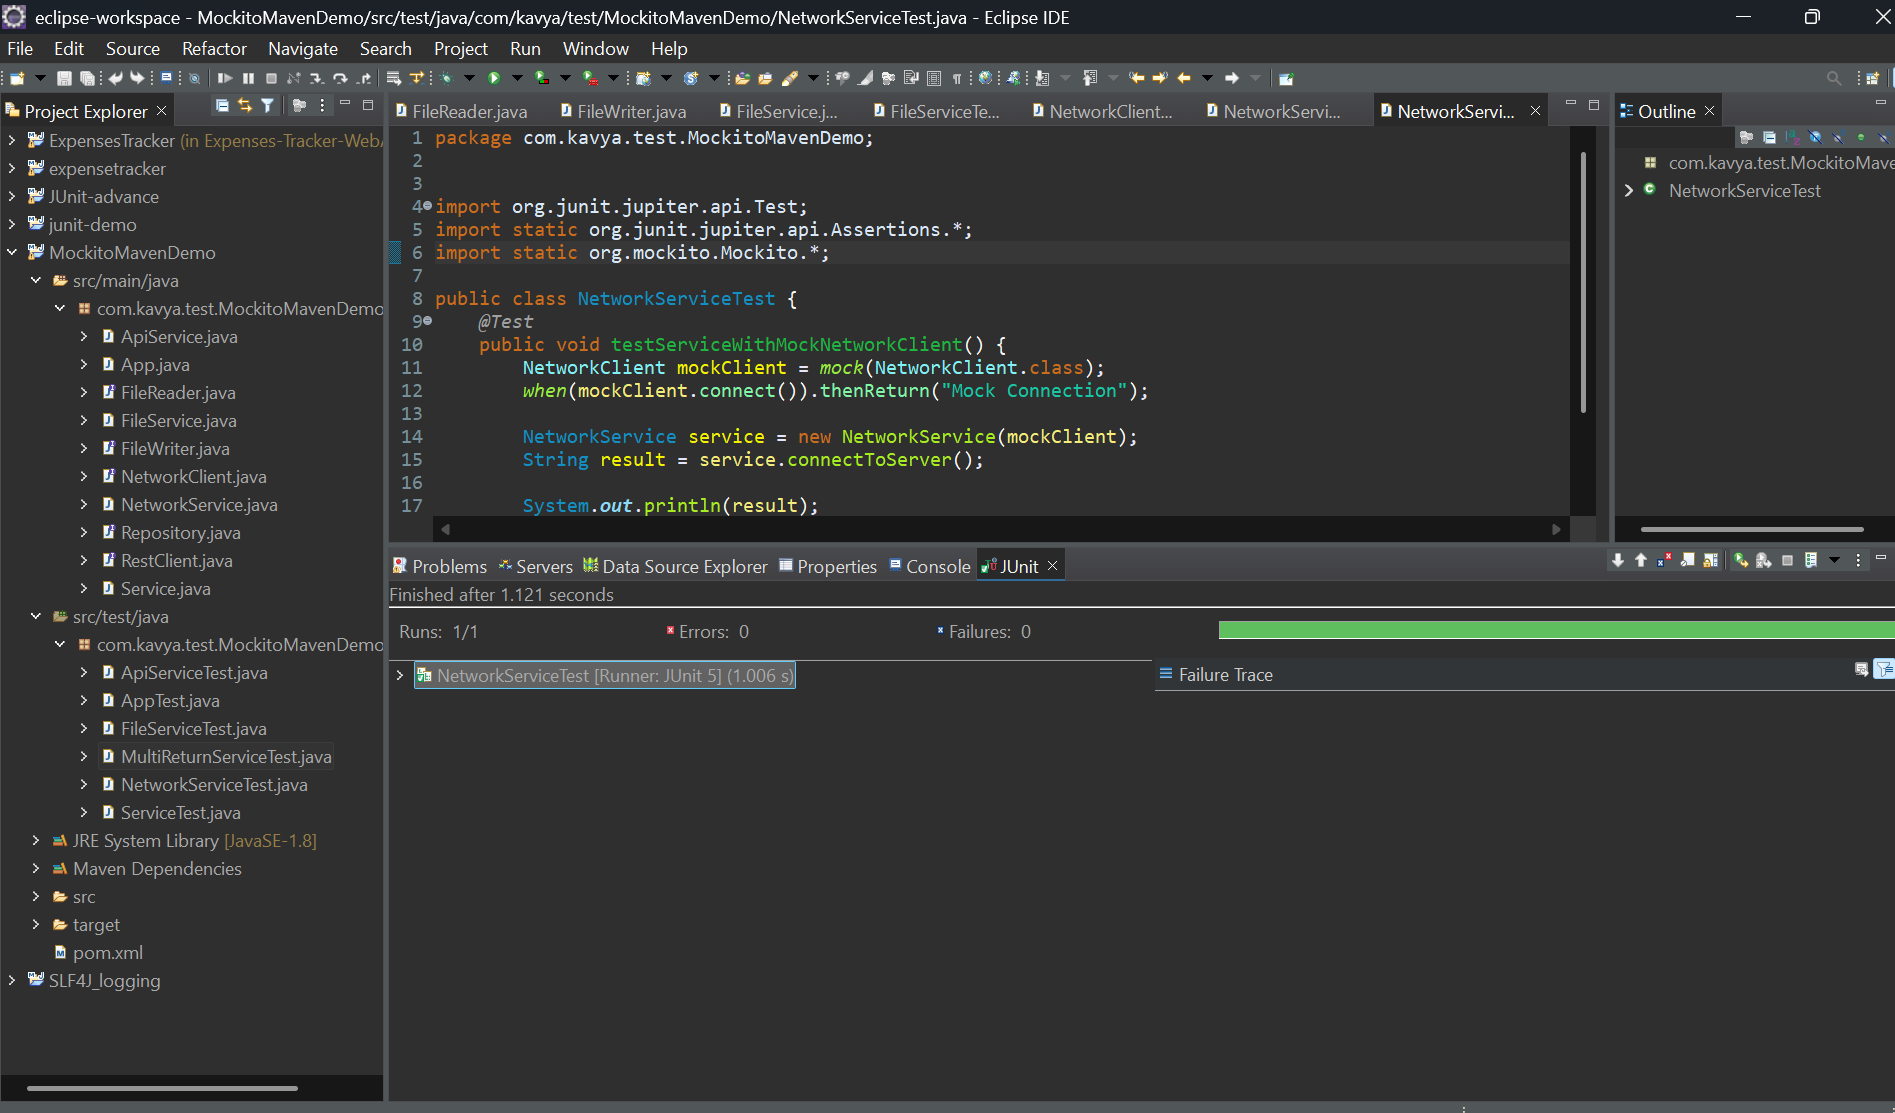 eclipse-workspace - MockitoMavenDemo/src/test/java/com/kavya/test/MockitoMavenDemo/NetworkServiceTest.java - Eclipse IDE
File Edit Source Refactor Navigate Search Project Run Window Help
Project Explorer
ExpensesTracker (in Expenses-Tracker-WebA
expensetracker
JUnit-advance
junit-demo
MockitoMavenDemo
src/main/java
com.kavya.test.MockitoMavenDemo
ApiService.java
App.java
FileReader.java
FileService.java
FileWriter.java
NetworkClient.java
NetworkService.java
Repository.java
RestClient.java
Service.java
src/test/java
com.kavya.test.MockitoMavenDemo
ApiServiceTest.java
AppTest.java
FileServiceTest.java
MultiReturnServiceTest.java
NetworkServiceTest.java
ServiceTest.java
JRE System Library [JavaSE-1.8]
Maven Dependencies
src
target
pom.xml
SLF4J_logging
FileReader.java FileWriter.java FileService.j... FileServiceTe... NetworkClient... NetworkServi... NetworkServi...
1 package com.kavya.test.MockitoMavenDemo;
2
3
4 import org.junit.jupiter.api.Test;
5 import static org.junit.jupiter.api.Assertions.*;
6 import static org.mockito.Mockito.*;
7
8 public class NetworkServiceTest {
9 @Test
10 public void testServiceWithMockNetworkClient() {
11 NetworkClient mockClient = mock(NetworkClient.class);
12 when(mockClient.connect()).thenReturn("Mock Connection");
13
14 NetworkService service = new NetworkService(mockClient);
15 String result = service.connectToServer();
16
17 System.out.println(result);
Outline
com.kavya.test.MockitoMave
NetworkServiceTest
Problems Servers Data Source Explorer Properties Console JUnit
Finished after 1.121 seconds
Runs: 1/1 Errors: 0 Failures: 0
NetworkServiceTest [Runner: JUnit 5] (1.006 s)
Failure Trace